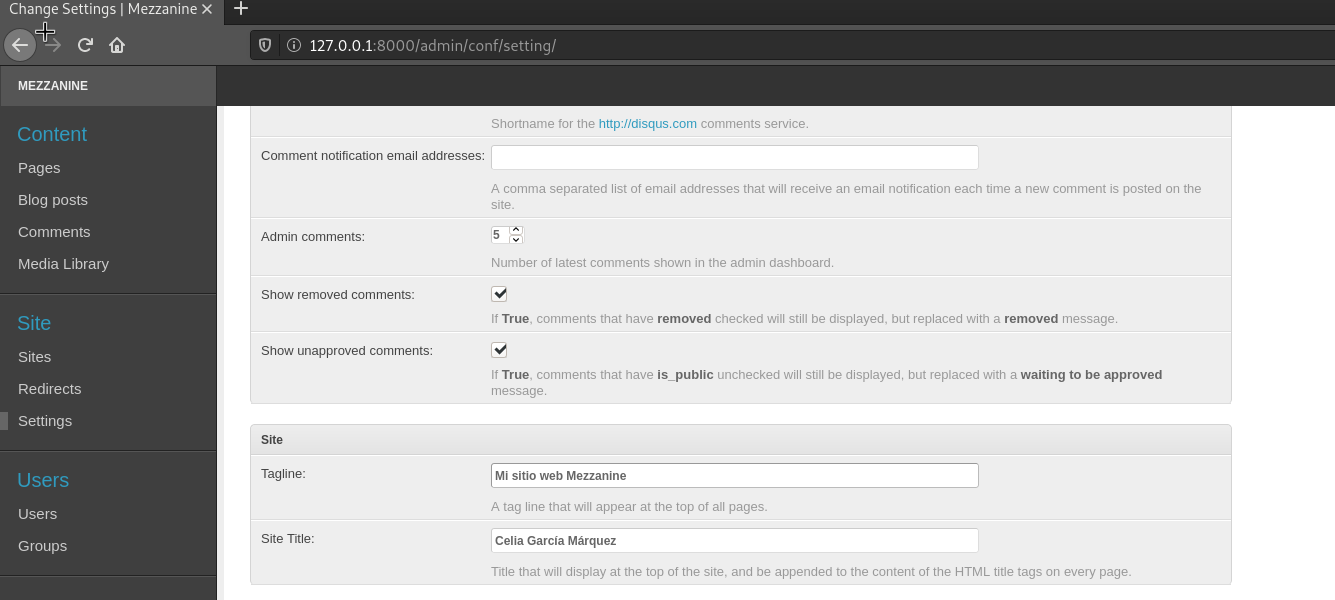 Change Settings | Mezzanine
127.0.0.1:8000/admin/conf/setting/
MEZZANINE
Content
Pages
Blog posts
Comments
Media Library
Site
Sites
Redirects
Settings
Users
Users
Groups
Shortname for the http://disqus.com comments service.
Comment notification email addresses:
A comma separated list of email addresses that will receive an email notification each time a new comment is posted on the
site.
Admin comments:
5
Number of latest comments shown in the admin dashboard.
Show removed comments:
If True, comments that have removed checked will still be displayed, but replaced with a removed message.
Show unapproved comments:
If True, comments that have is_public unchecked will still be displayed, but replaced with a waiting to be approved
message.
Site
Tagline:
Mi sitio web Mezzanine
A tag line that will appear at the top of all pages.
Site Title:
Celia García Márquez
Title that will display at the top of the site, and be appended to the content of the HTML title tags on every page.